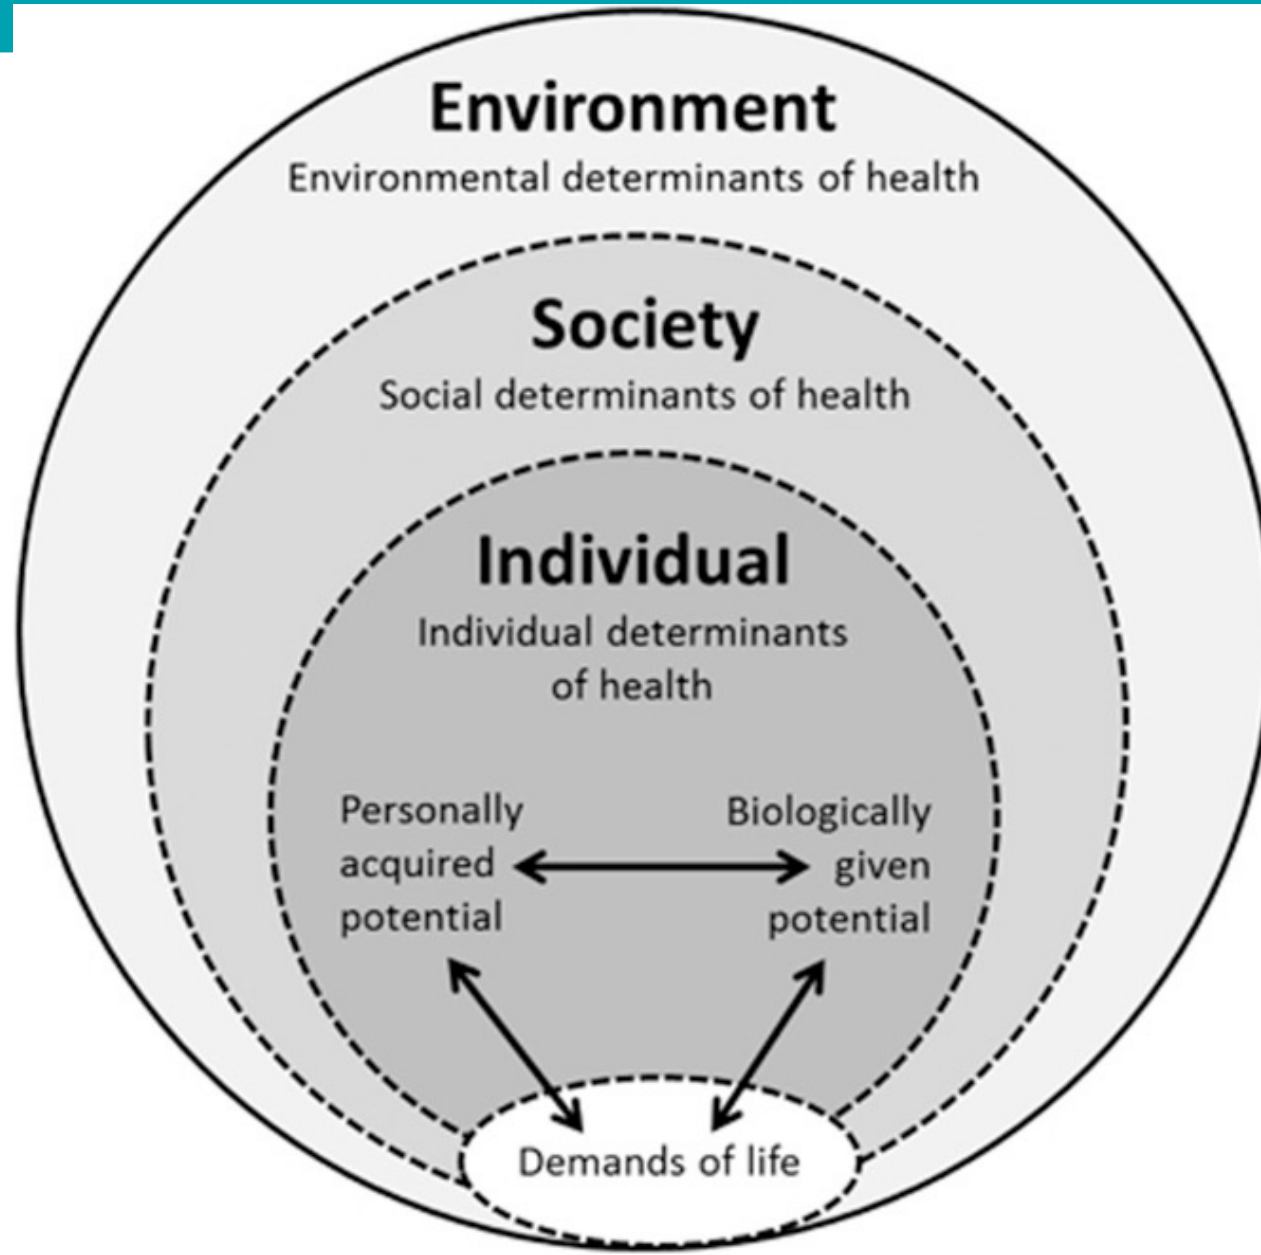 Environment
Environmental determinants of health
Society
Social determinants of health
Individual
Individual determinants
of health
Personally
acquired
potential
Biologically
given
potential
Demands of life